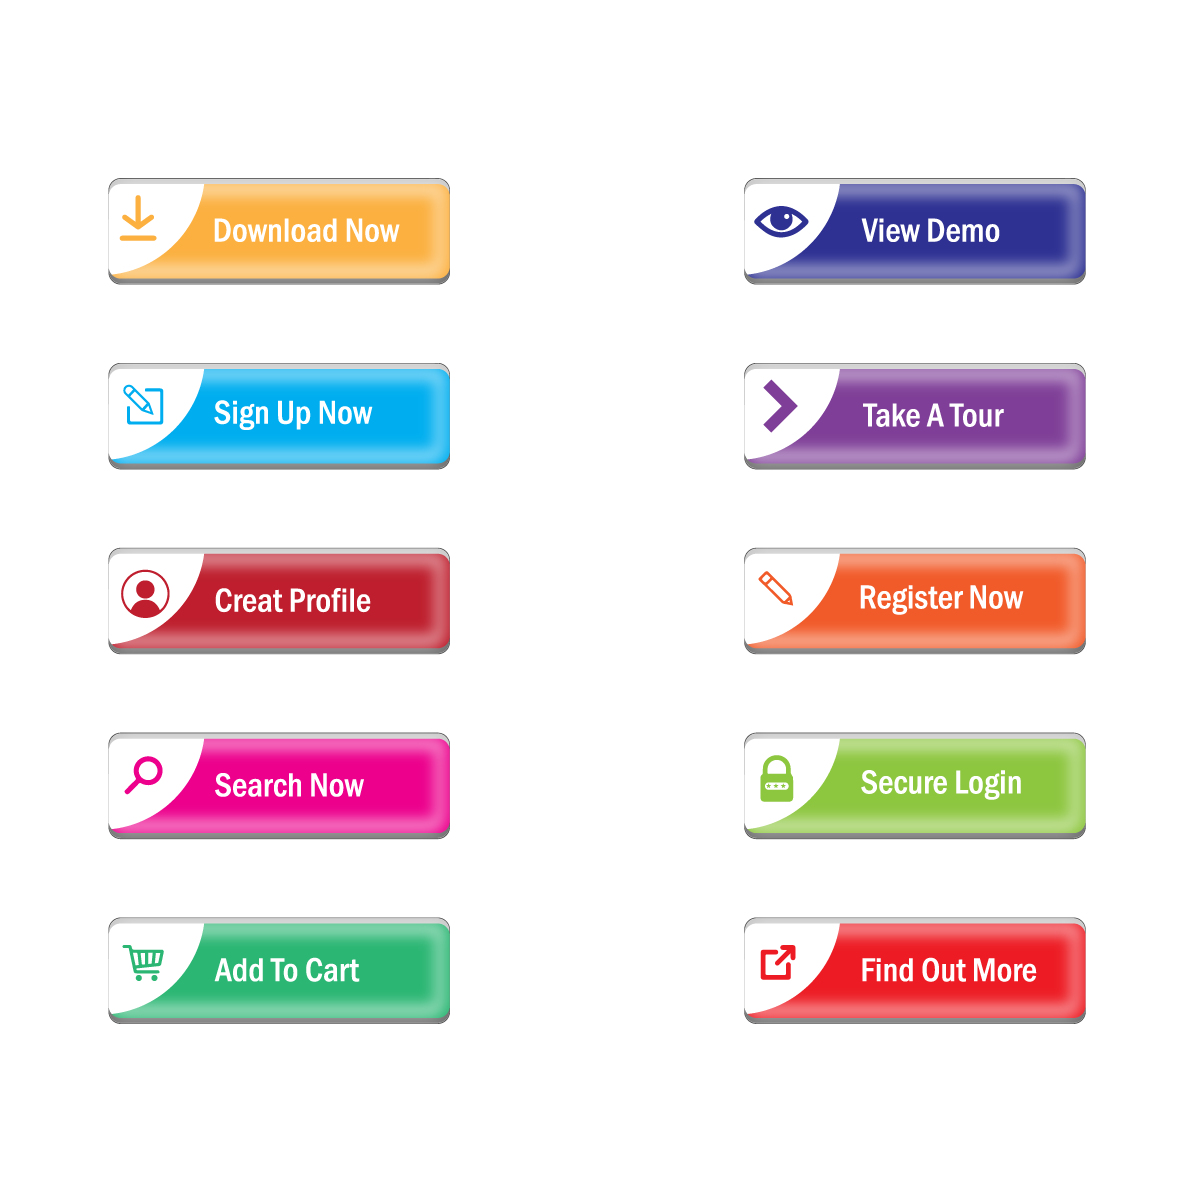 Download Now
View Demo
Sign Up Now
Take A Tour
Creat Profile
Register Now
Search Now
Secure Login
Add To Cart
Find Out More